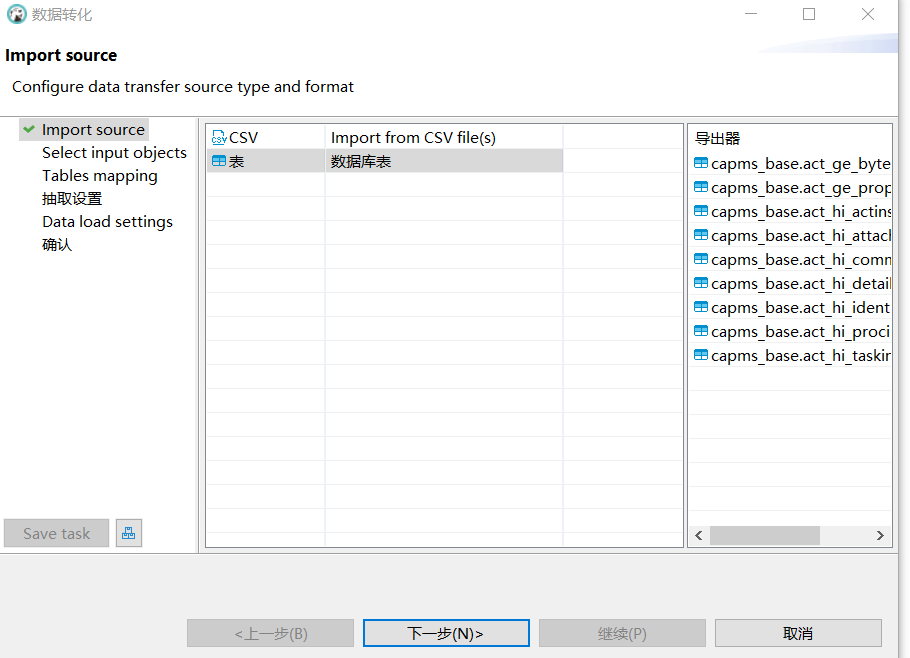 数据转化
Import source
Configure data transfer source type and format
Import source
Select input objects
Tables mapping
抽取设置
Data load settings
确认
CSV Import from CSV file(s)
表 数据库表
导出器
capms_base.act_ge_byte
capms_base.act_ge_prop
capms_base.act_hi_actins
capms_base.act_hi_attach
capms_base.act_hi_comm
capms_base.act_hi_detail
capms_base.act_hi_ident
capms_base.act_hi_proci
capms_base.act_hi_taskin
Save task
<上一步(B)
下一步(N)>
继续(P)
取消